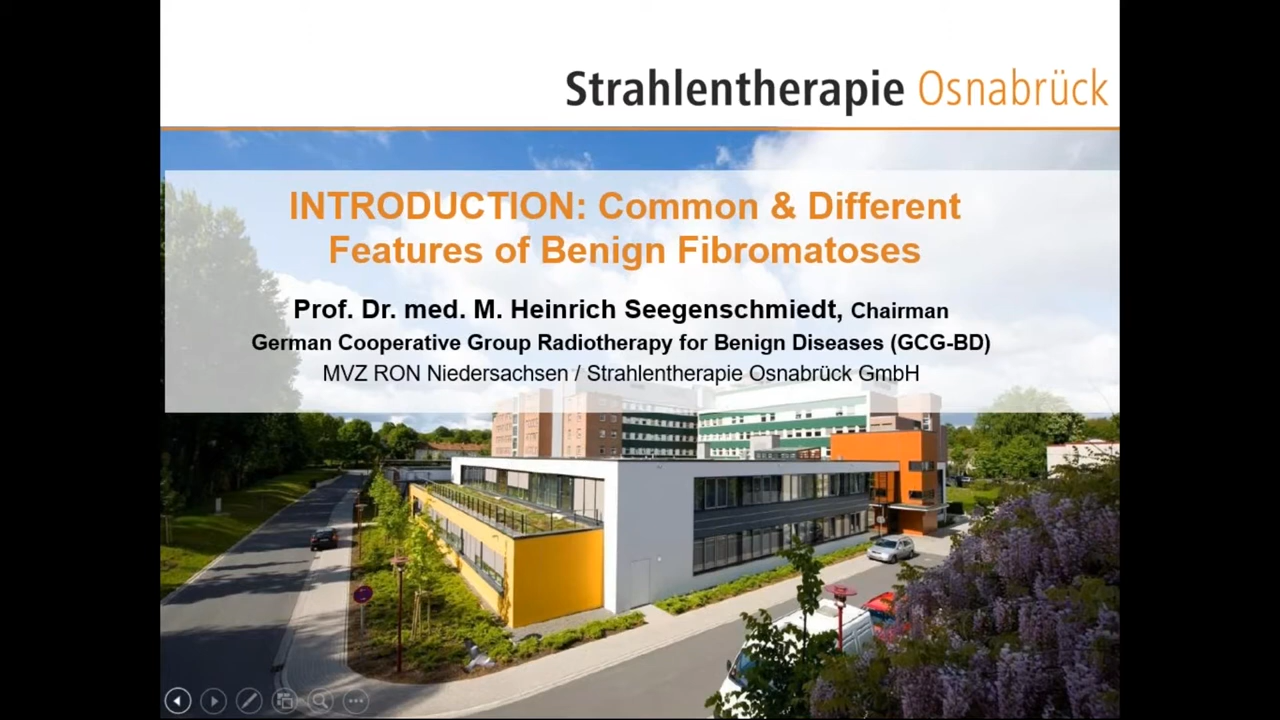 Strahlentherapie Osnabrück
INTRODUCTION: Common & Different
Features of Benign Fibromatoses
Prof. Dr. med. M. Heinrich Seegenschmiedt, Chairman
German Cooperative Group Radiotherapy for Benign Diseases (GCG-BD)
MVZ RON Niedersachsen / Strahlentherapie Osnabrück GmbH